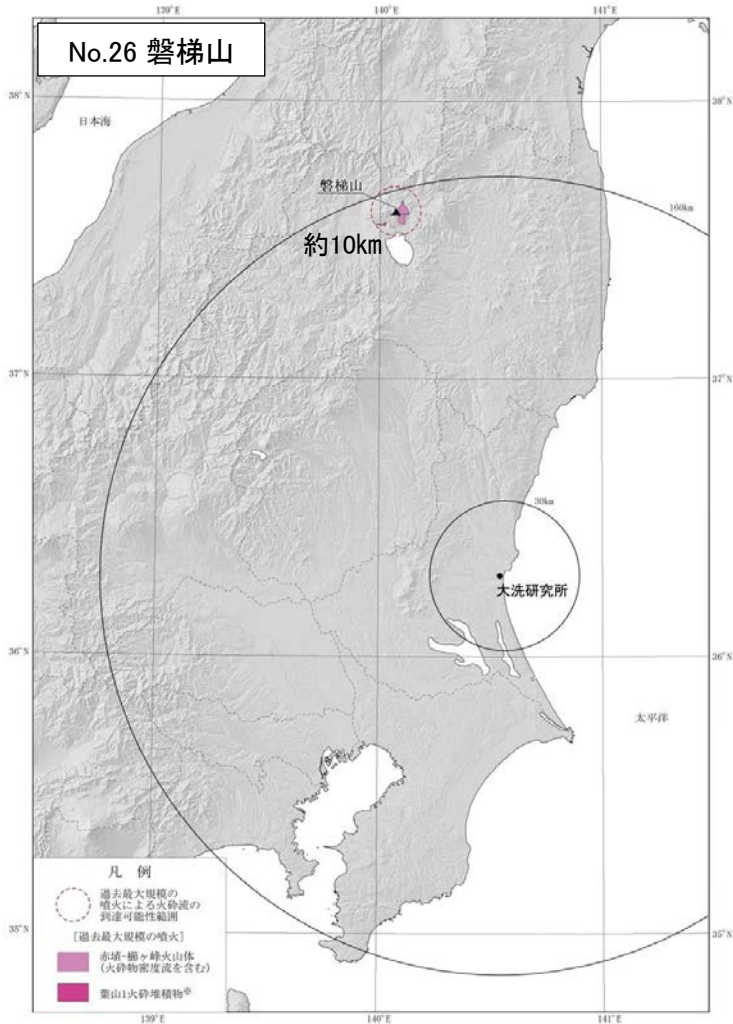 139°E
140°E
141°E
No.26 磐梯山
38°N
38°N
日本海
磐梯山
160km
約10km
37°N
37°N
30km
大洗研究所
36°N
36°N
太平洋
凡 例
過去最大規模の
噴火による火砕流の
到達可能性範囲
[過去最大規模の噴火]
赤埴-櫛ヶ峰火山体
(火砕物密度流を含む)
葉山1火砕堆積物※
35°N
35°N
139°E
140°E
141°E